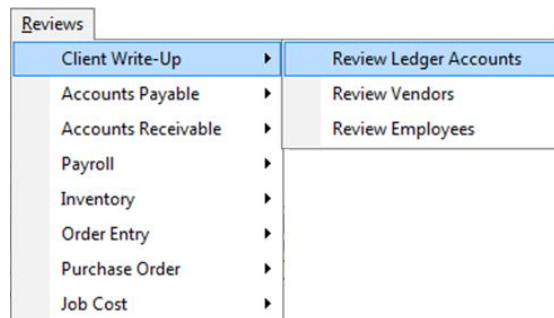 Reviews
Client Write-Up
Review Ledger Accounts
Accounts Payable
Review Vendors
Accounts Receivable
Review Employees
Payroll
Inventory
Order Entry
Purchase Order
Job Cost